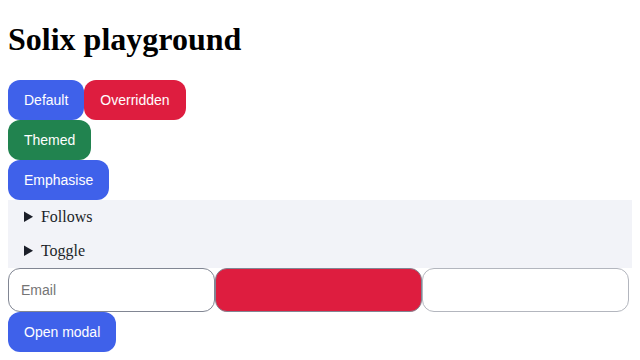 Solix playground
Default Overridden
Themed
Emphasise
Follows
Toggle
Email
Open modal